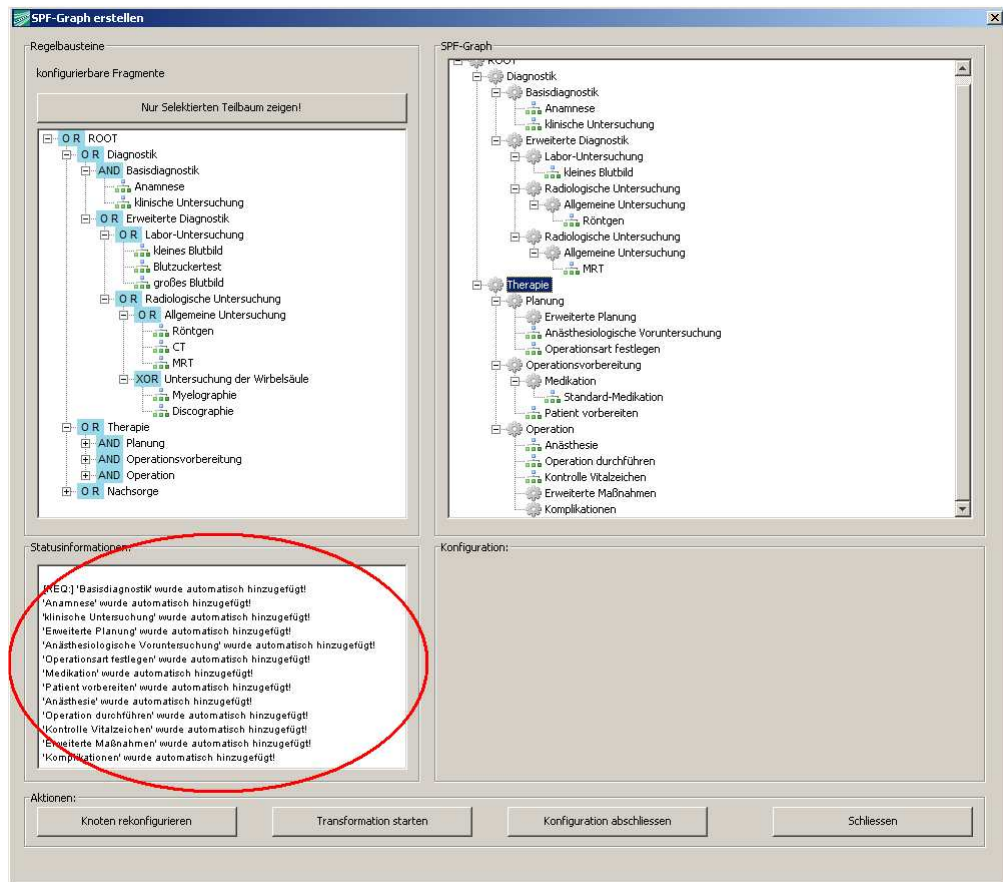 SPF-Graph erstellen
Regelbausteine
konfigurierbare Fragmente
Nur Selektierten Teilbaum zeigen!
OR ROOT
OR Diagnostik
AND Basisdiagnostik
Anamnese
klinische Untersuchung
OR Erweiterte Diagnostik
OR Labor-Untersuchung
kleines Blutbild
Blutzuckertest
großes Blutbild
OR Radiologische Untersuchung
OR Allgemeine Untersuchung
Röntgen
CT
MRT
XOR Untersuchung der Wirbelsäule
Myelographie
Discographie
OR Therapie
AND Planung
AND Operationsvorbereitung
AND Operation
OR Nachsorge
SPF-Graph
ROOT
Diagnostik
Basisdiagnostik
Anamnese
klinische Untersuchung
Erweiterte Diagnostik
Labor-Untersuchung
kleines Blutbild
Radiologische Untersuchung
Allgemeine Untersuchung
Röntgen
Radiologische Untersuchung
Allgemeine Untersuchung
MRT
Therapie
Planung
Erweiterte Planung
Anästhesiologische Voruntersuchung
Operationsart festlegen
Operationsvorbereitung
Medikation
Standard-Medikation
Patient vorbereiten
Operation
Anästhesie
Operation durchführen
Kontrolle Vitalzeichen
Erweiterte Maßnahmen
Komplikationen
Statusinformationen:
[REQ:] 'Basisdiagnostik' wurde automatisch hinzugefügt!
'Anamnese' wurde automatisch hinzugefügt!
'klinische Untersuchung' wurde automatisch hinzugefügt!
'Erweiterte Planung' wurde automatisch hinzugefügt!
'Anästhesiologische Voruntersuchung' wurde automatisch hinzugefügt!
'Operationsart festlegen' wurde automatisch hinzugefügt!
'Medikation' wurde automatisch hinzugefügt!
'Patient vorbereiten' wurde automatisch hinzugefügt!
'Anästhesie' wurde automatisch hinzugefügt!
'Operation durchführen' wurde automatisch hinzugefügt!
'Kontrolle Vitalzeichen' wurde automatisch hinzugefügt!
'Erweiterte Maßnahmen' wurde automatisch hinzugefügt!
'Komplikationen' wurde automatisch hinzugefügt!
Konfiguration:
Aktionen:
Knoten rekonfigurieren
Transformation starten
Konfiguration abschliessen
Schliessen